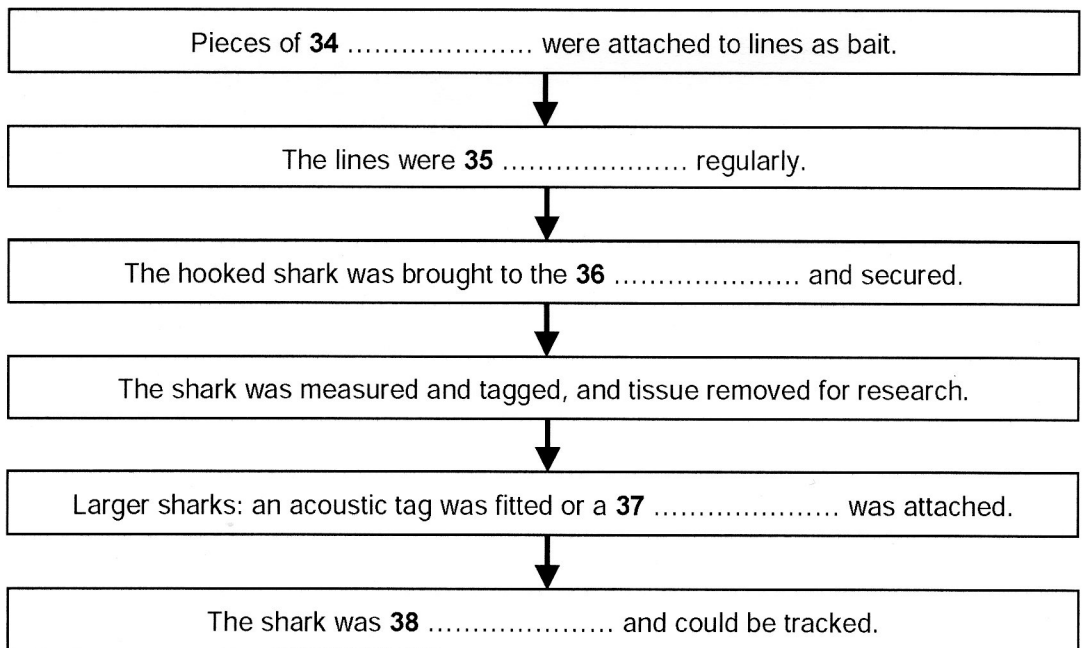 Pieces of 34 ..................... were attached to lines as bait.
The lines were 35 ..................... regularly.
The hooked shark was brought to the 36 ..................... and secured.
The shark was measured and tagged, and tissue removed for research.
Larger sharks: an acoustic tag was fitted or a 37 ..................... was attached.
The shark was 38 ..................... and could be tracked.